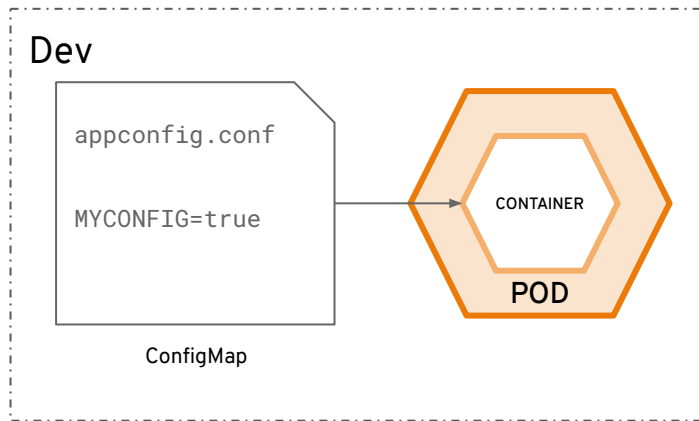 Dev
appconfig.conf
MYCONFIG=true
ConfigMap
CONTAINER
POD